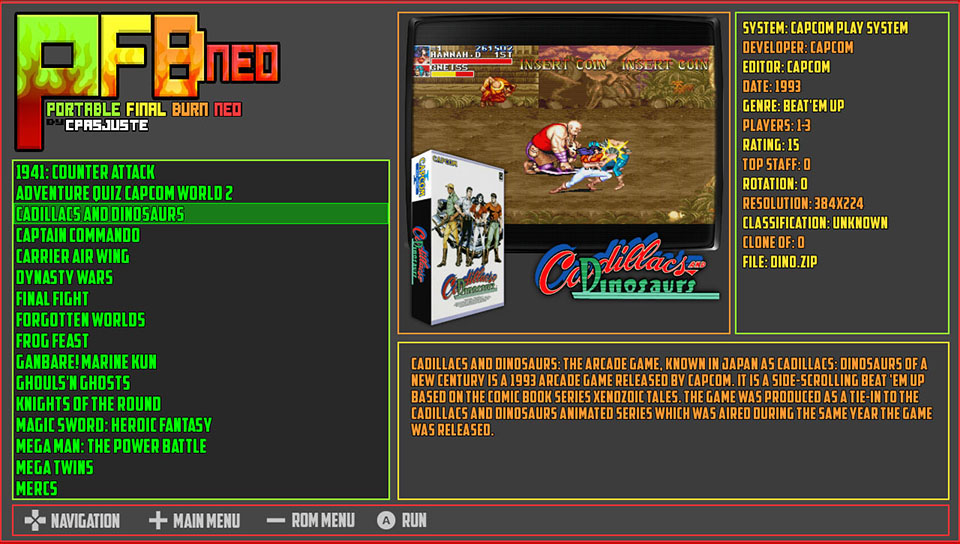 PFBNEO
PORTABLE FINAL BURN NEO
BY CPASJUSTE
1941: COUNTER ATTACK
ADVENTURE QUIZ CAPCOM WORLD 2
CADILLACS AND DINOSAURS
CAPTAIN COMMANDO
CARRIER AIR WING
DYNASTY WARS
FINAL FIGHT
FORGOTTEN WORLDS
FROG FEAST
GANBARE! MARINE KUN
GHOULS'N GHOSTS
KNIGHTS OF THE ROUND
MAGIC SWORD: HEROIC FANTASY
MEGA MAN: THE POWER BATTLE
MEGA TWINS
MERCS
HANNAH.D 1ST
GNEISS
INSERT COIN INSERT COIN
CAPCOM
Cadillacs and
Dinosaurs
Cadillacs and
Dinosaurs
SYSTEM: CAPCOM PLAY SYSTEM
DEVELOPER: CAPCOM
EDITOR: CAPCOM
DATE: 1993
GENRE: BEAT'EM UP
PLAYERS: 1-3
RATING: 15
TOP STAFF: 0
ROTATION: 0
RESOLUTION: 384X224
CLASSIFICATION: UNKNOWN
CLONE OF: 0
FILE: DINO.ZIP
CADILLACS AND DINOSAURS: THE ARCADE GAME, KNOWN IN JAPAN AS CADILLACS: DINOSAURS OF A
NEW CENTURY IS A 1993 ARCADE GAME RELEASED BY CAPCOM. IT IS A SIDE-SCROLLING BEAT 'EM UP
BASED ON THE COMIC BOOK SERIES XENOZOIC TALES. THE GAME WAS PRODUCED AS A TIE-IN TO THE
CADILLACS AND DINOSAURS ANIMATED SERIES WHICH WAS AIRED DURING THE SAME YEAR THE GAME
WAS RELEASED.
NAVIGATION MAIN MENU ROM MENU A RUN